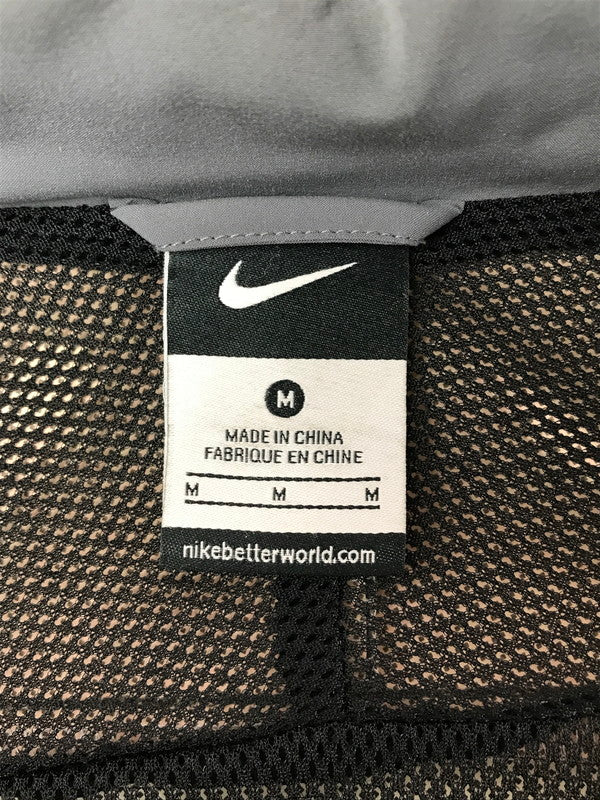 M
MADE IN CHINA
FABRIQUE EN CHINE
M M M
nikebetterworld.com